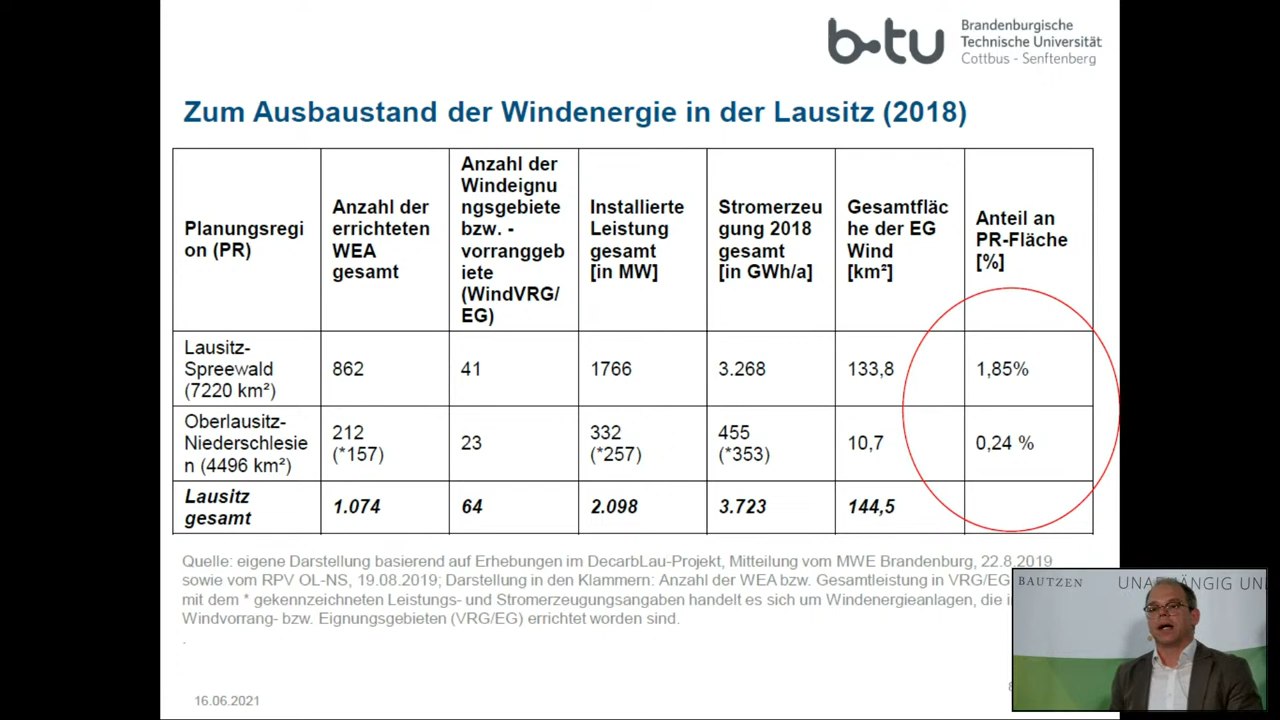 b-tu
Brandenburgische
Technische Universität
Cottbus - Senftenberg
Zum Ausbaustand der Windenergie in der Lausitz (2018)
Planungsregi
on (PR)
Anzahl der
errichteten
WEA
gesamt
Anzahl der
Windeignu
ngsgebiete
bzw. -
vorranggeb
iete
(WindVRG/
EG)
Installierte
Leistung
gesamt
[in MW]
Stromerzeu
gung 2018
gesamt
[in GWh/a]
Gesamtfläc
he der EG
Wind
[km²]
Anteil an
PR-Fläche
[%]
Lausitz-
Spreewald
(7220 km²)
862
41
1766
3.268
133,8
1,85%
Oberlausitz-
Niederschlesie
n (4496 km²)
212
(*157)
23
332
(*257)
455
(*353)
10,7
0,24 %
Lausitz
gesamt
1.074
64
2.098
3.723
144,5
Quelle: eigene Darstellung basierend auf Erhebungen im DecarbLau-Projekt, Mitteilung vom MWE Brandenburg, 22.8.2019
sowie vom RPV OL-NS, 19.08.2019; Darstellung in den Klammern: Anzahl der WEA bzw. Gesamtleistung in VRG/EG
mit dem * gekennzeichneten Leistungs- und Stromerzeugungsangaben handelt es sich um Windenergieanlagen, die
Windvorrang- bzw. Eignungsgebieten (VRG/EG) errichtet worden sind.
.
16.06.2021
BAUTZEN